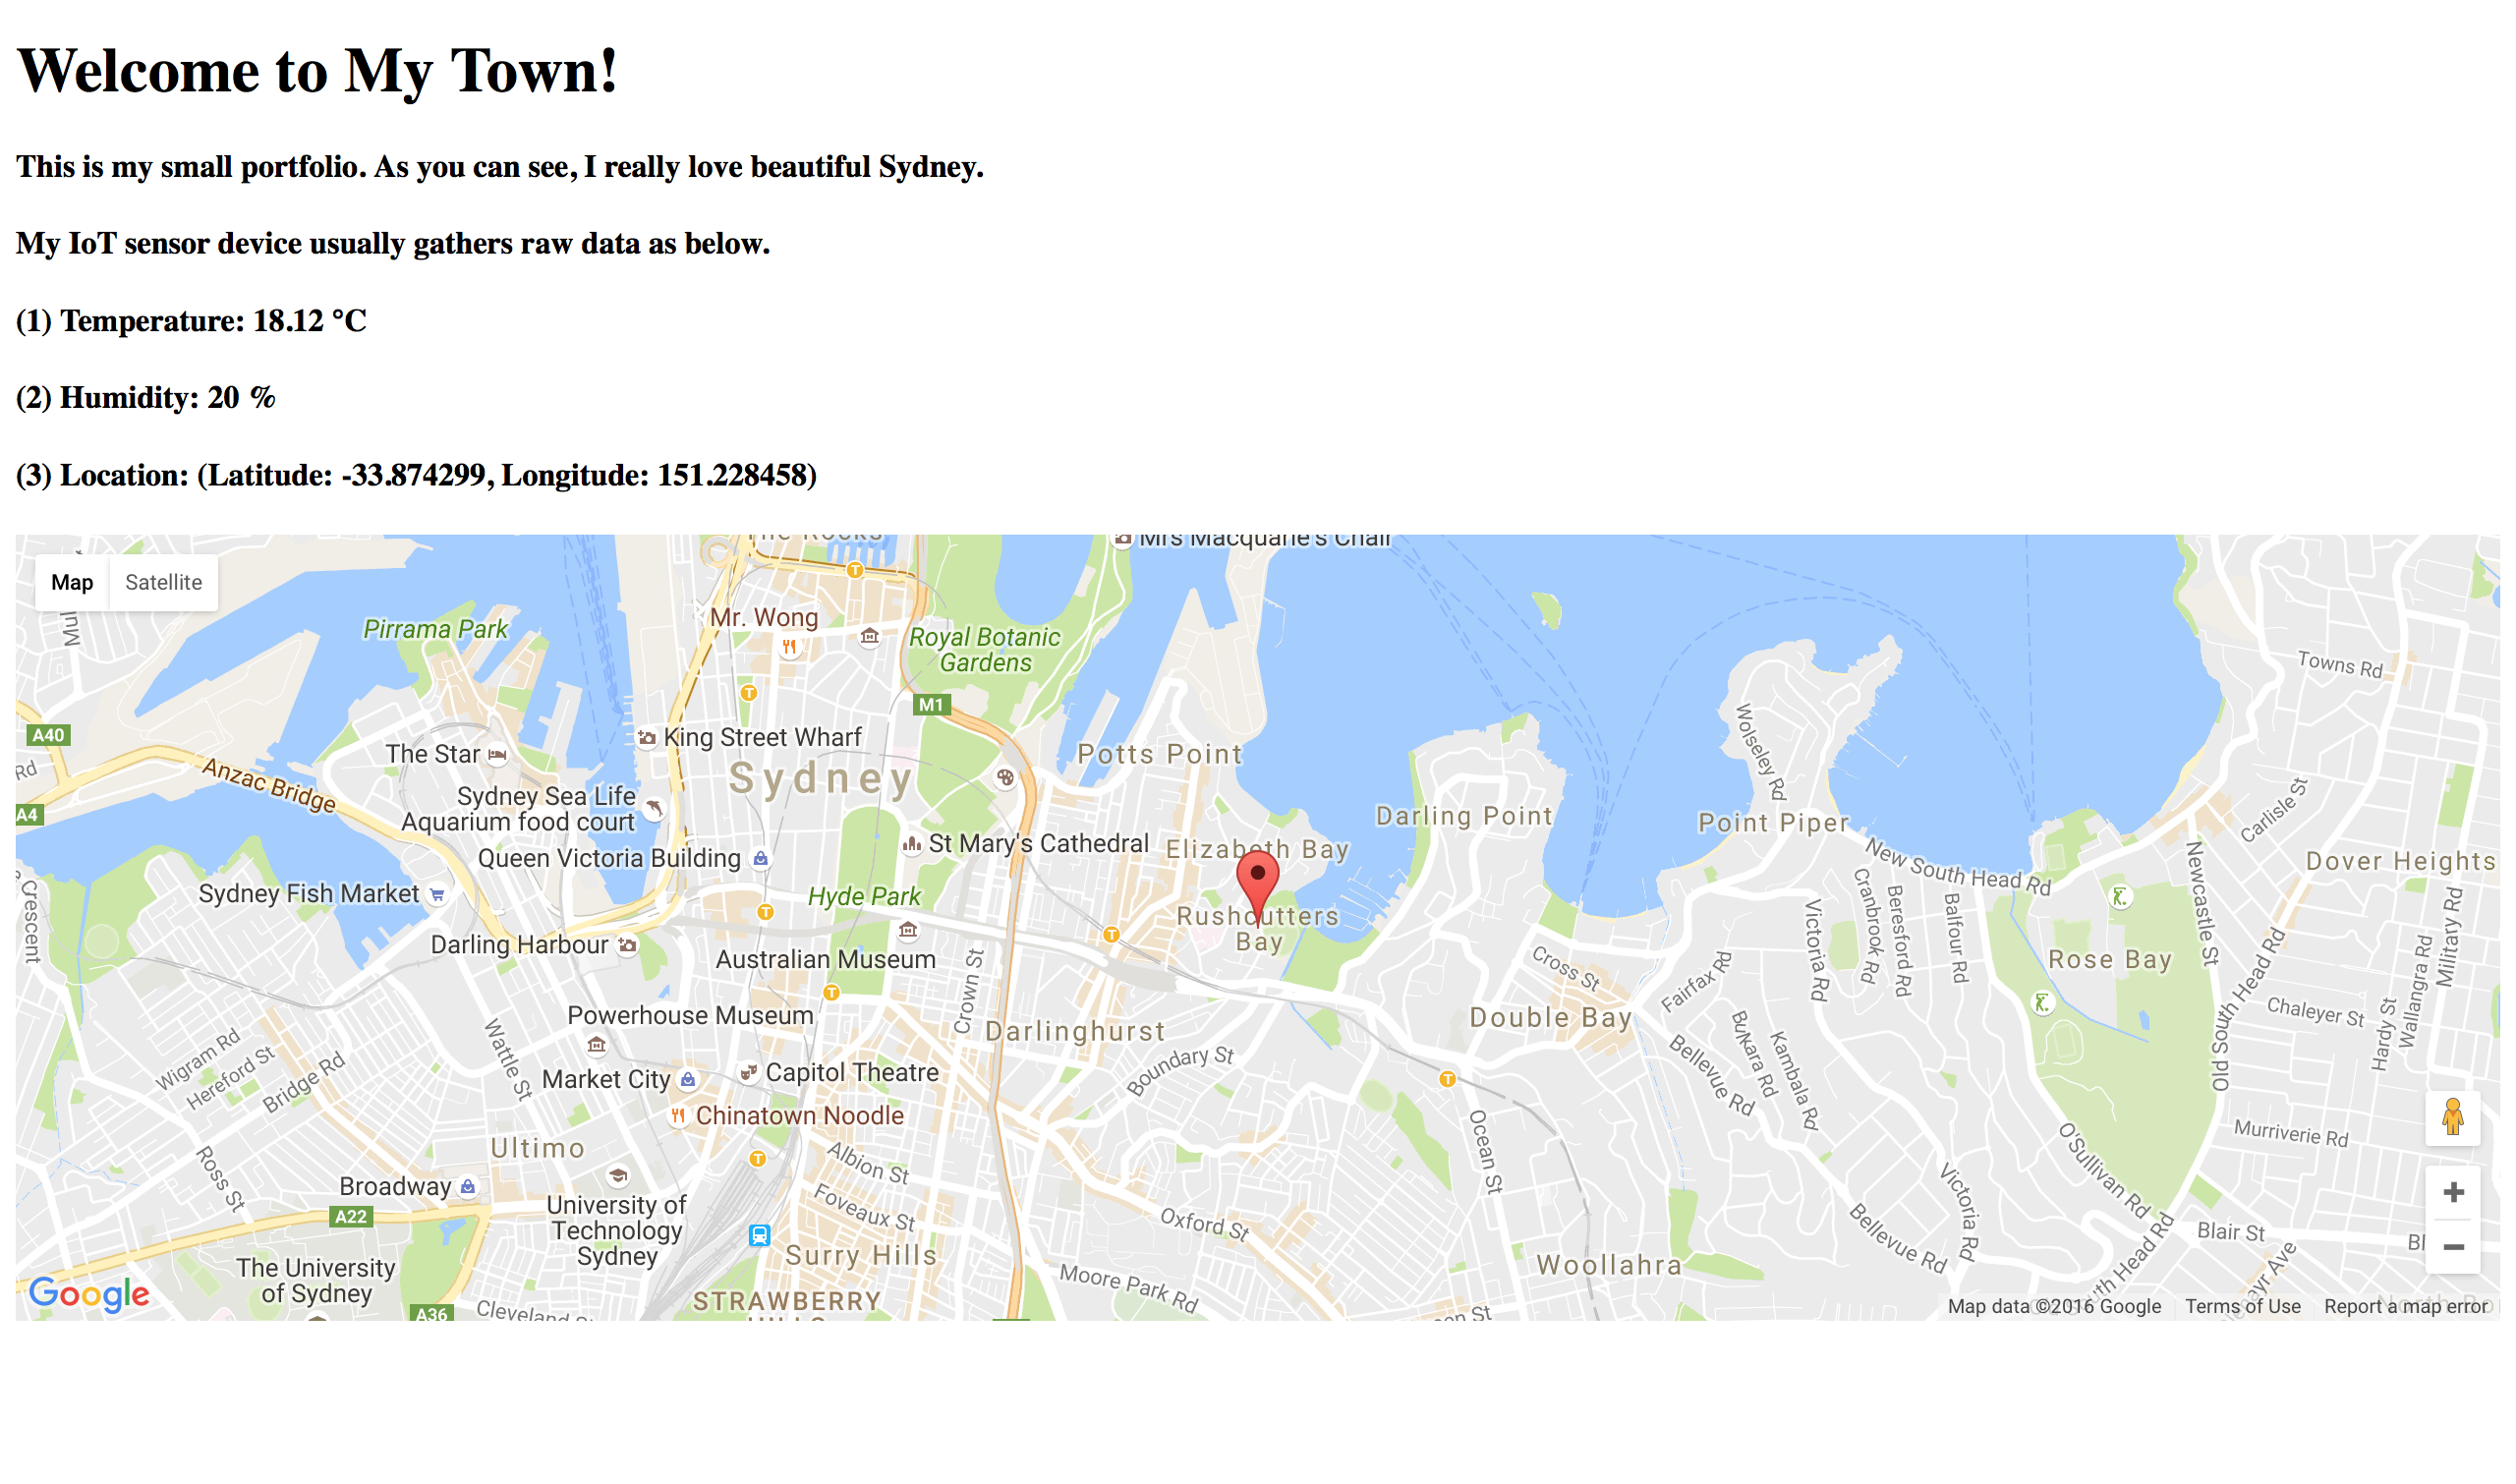 Welcome to My Town!
This is my small portfolio. As you can see, I really love beautiful Sydney.
My IoT sensor device usually gathers raw data as below.
(1) Temperature: 18.12 °C
(2) Humidity: 20 %
(3) Location: (Latitude: -33.874299, Longitude: 151.228458)
The Rocks
Mrs Macquarie's Chair
Map
Satellite
Mr. Wong
Pirrama Park
Royal Botanic
Gardens
Towns Rd
M1
A40
King Street Wharf
The Star
Potts Point
Wolseley Rd
Rd
Anzac Bridge
Sydney
Sydney Sea Life
Aquarium food court
A4
Darling Point
Point Piper
Carlisle St
St Mary's Cathedral
Elizabeth Bay
Queen Victoria Building
New South Head Rd
Newcastle St
Dover Heights
Sydney Fish Market
Hyde Park
Crescent
Rushcutters
Bay
Victoria Rd
Cranbrook Rd
Beresford Rd
Balfour Rd
Military Rd
Darling Harbour
Australian Museum
Crown St
Cross St
Fairfax Rd
Rose Bay
Old South Head Rd
Wallangra Rd
Hardy St
Chaleyer St
Powerhouse Museum
Darlinghurst
Double Bay
Wigram Rd
Hereford St
Bridge Rd
Wattle St
Boundary St
Bellevue Rd
Bunyara Rd
Kambala Rd
Market City
Capitol Theatre
Chinatown Noodle
Ocean St
O'Sullivan Rd
Murriverie Rd
Ultimo
Albion St
Ross St
Broadway
Foveaux St
Victoria Rd
A22
University of
Technology
Sydney
Oxford St
Bellevue Rd
Blair St
Surry Hills
Woollahra
The University
of Sydney
Moore Park Rd
South Head Rd
Google
A36
Cleveland St
STRAWBERRY
HILLS
Map data ©2016 Google
Terms of Use
Report a map error